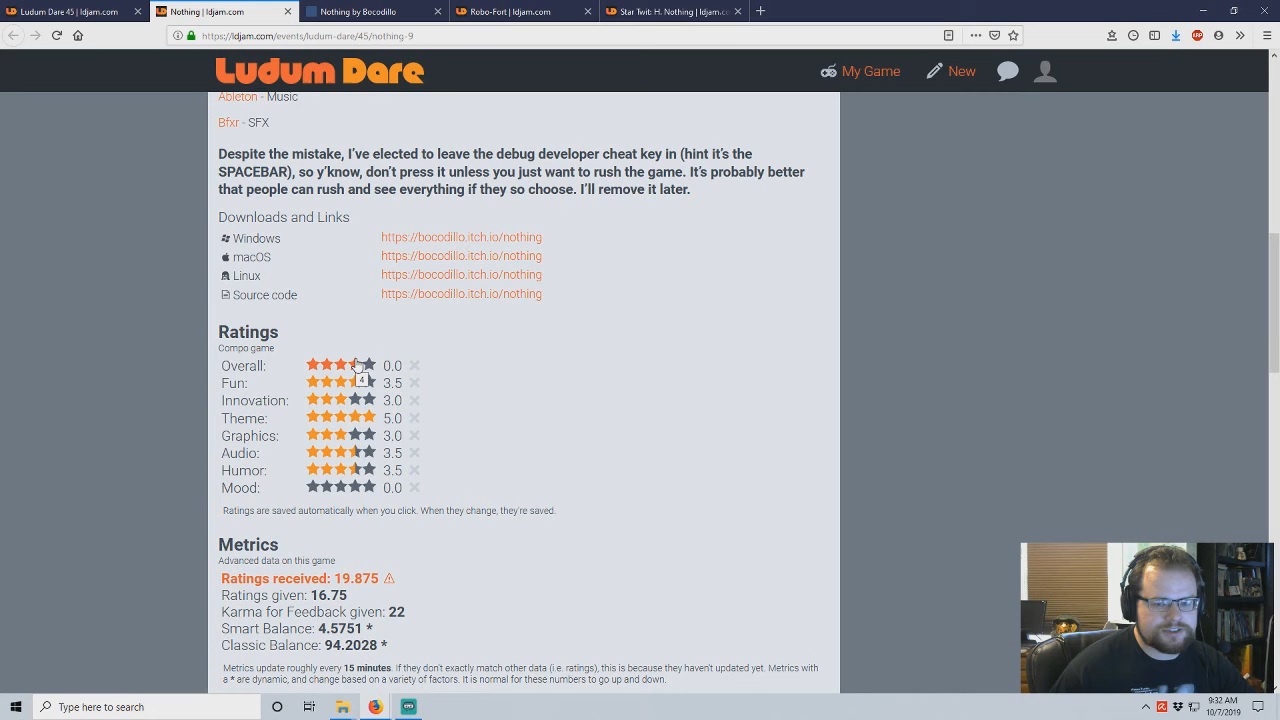 Ludum Dare 45 | ldjam.com
Nothing | ldjam.com
Nothing by Bocodillo
Robo-Fort | ldjam.com
Star Twit: H. Nothing | ldjam.c
https://ldjam.com/events/ludum-dare/45/nothing-9
Ludum Dare
My Game
New
Ableton - Music
Bfxr - SFX
Despite the mistake, I've elected to leave the debug developer cheat key in (hint it's the
SPACEBAR), so y'know, don't press it unless you just want to rush the game. It's probably better
that people can rush and see everything if they so choose. I'll remove it later.
Downloads and Links
Windows https://bocodillo.itch.io/nothing
macOS https://bocodillo.itch.io/nothing
Linux https://bocodillo.itch.io/nothing
Source code https://bocodillo.itch.io/nothing
Ratings
Compo game
Overall: 0.0
4
Fun: 3.5
Innovation: 3.0
Theme: 5.0
Graphics: 3.0
Audio: 3.5
Humor: 3.5
Mood: 0.0
Ratings are saved automatically when you click. When they change, they're saved.
Metrics
Advanced data on this game
Ratings received: 19.875
Ratings given: 16.75
Karma for Feedback given: 22
Smart Balance: 4.5751 *
Classic Balance: 94.2028 *
Metrics update roughly every 15 minutes. If they don't exactly match other data (i.e. ratings), this is because they haven't updated yet. Metrics with
a * are dynamic, and change based on a variety of factors. It is normal for these numbers to go up and down.
Type here to search
9:32 AM
10/7/2019